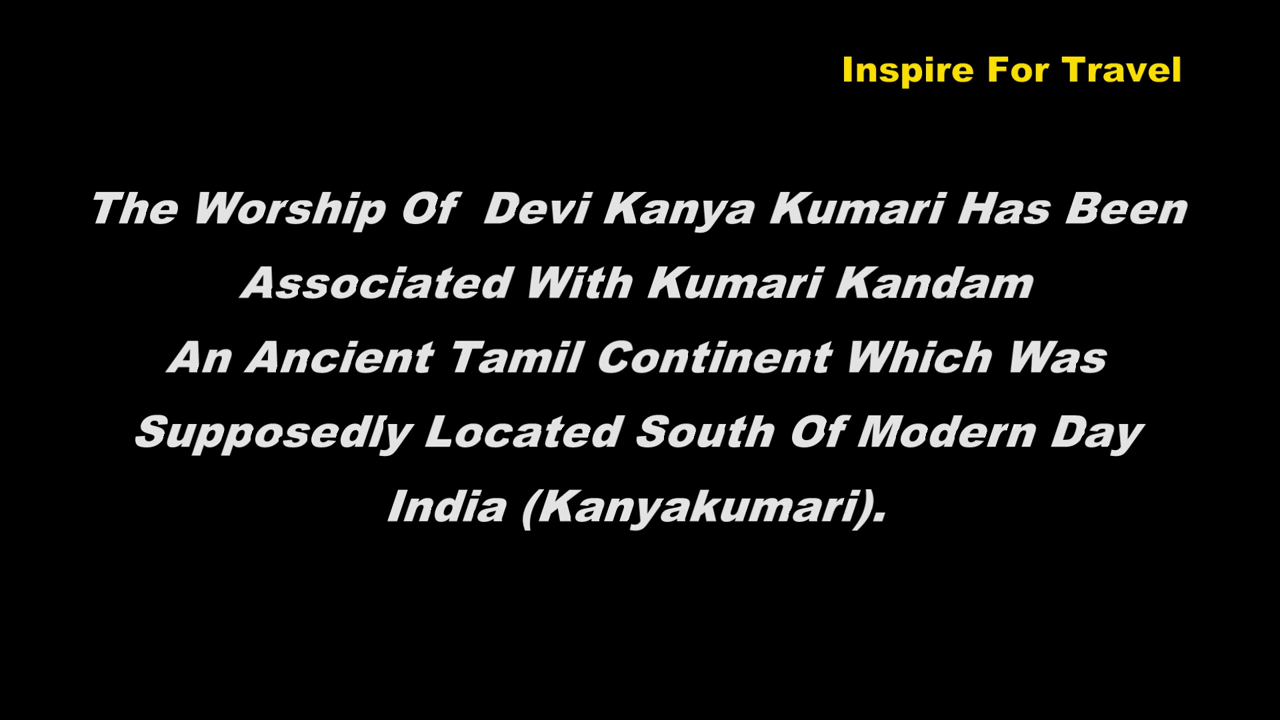 Inspire For Travel
The Worship Of  Devi Kanya Kumari Has Been
Associated With Kumari Kandam
An Ancient Tamil Continent Which Was
Supposedly Located South Of Modern Day
India (Kanyakumari).